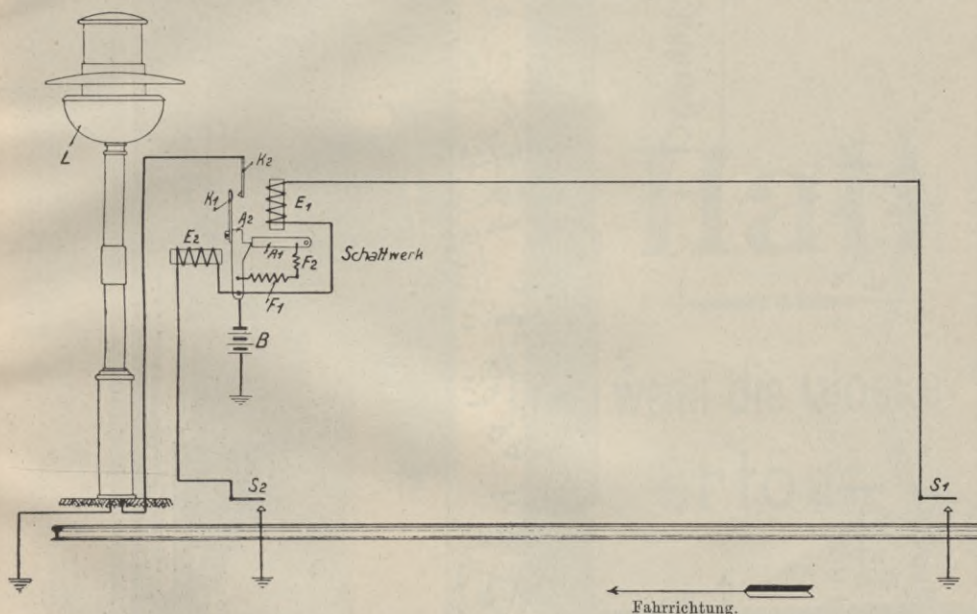 L
K2
K1
A2
E1
E2
A1
F2
Schaltwerk
F1
B
S2
S1
Fahrrichtung.